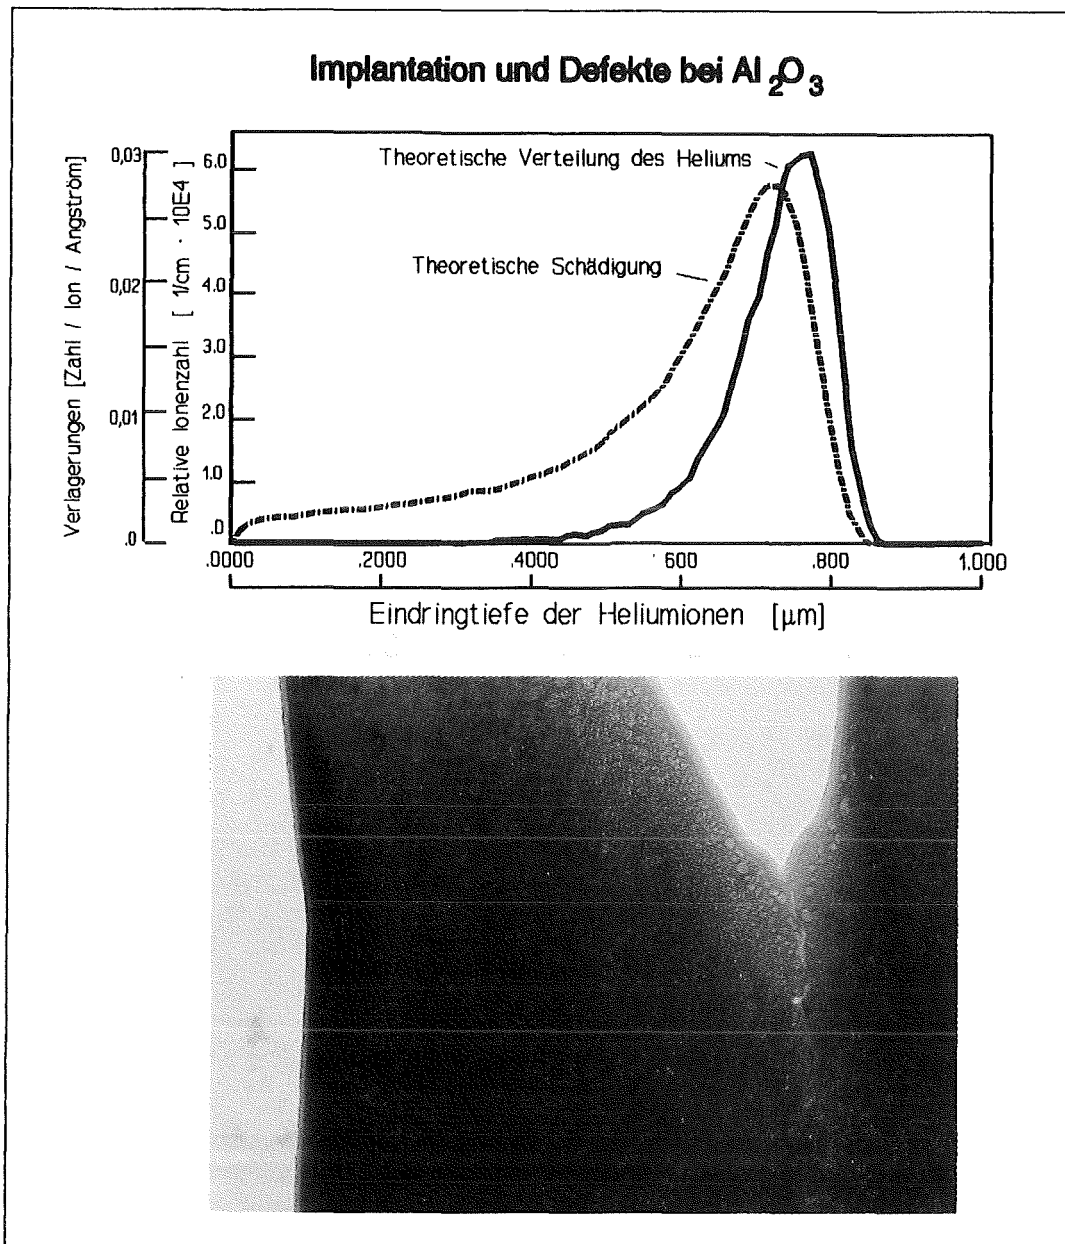 Implantation und Defekte bei Al2O3
Verlagerungen [Zahl / Ion / Angström]
0,03
0,02
0,01
.0
Relative Ionenzahl [ 1/cm · 10E4 ]
6.0
5.0
4.0
3.0
2.0
1.0
.0
Theoretische Verteilung des Heliums
Theoretische Schädigung
.0000 .2000 .4000 .600 .800 1.000
Eindringtiefe der Heliumionen [µm]